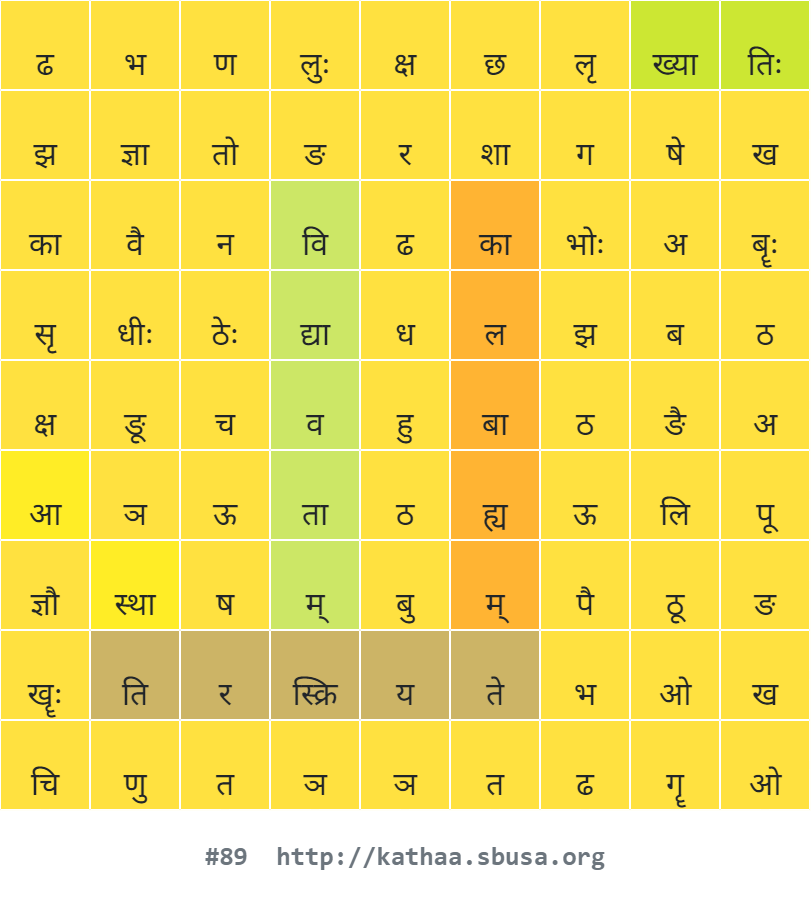 ढ भ ण लुः क्ष छ लृ ख्या तिः
झ ज्ञा तो ङ र शा ग षे ख
का वै न वि ढ का भोः अ बॄः
सृ धीः ठेः द्या ध ल झ ब ठ
क्ष ङू च व हु बा ठ ङै अ
आ ञ ऊ ता ठ ह्य ऊ लि पू
ज्ञौ स्था ष म् बु म् पै ठू ङ
खॄः ति र स्क्रि य ते भ ओ ख
चि णु त ञ ञ त ढ गॄ ओ
#89 http://kathaa.sbusa.org